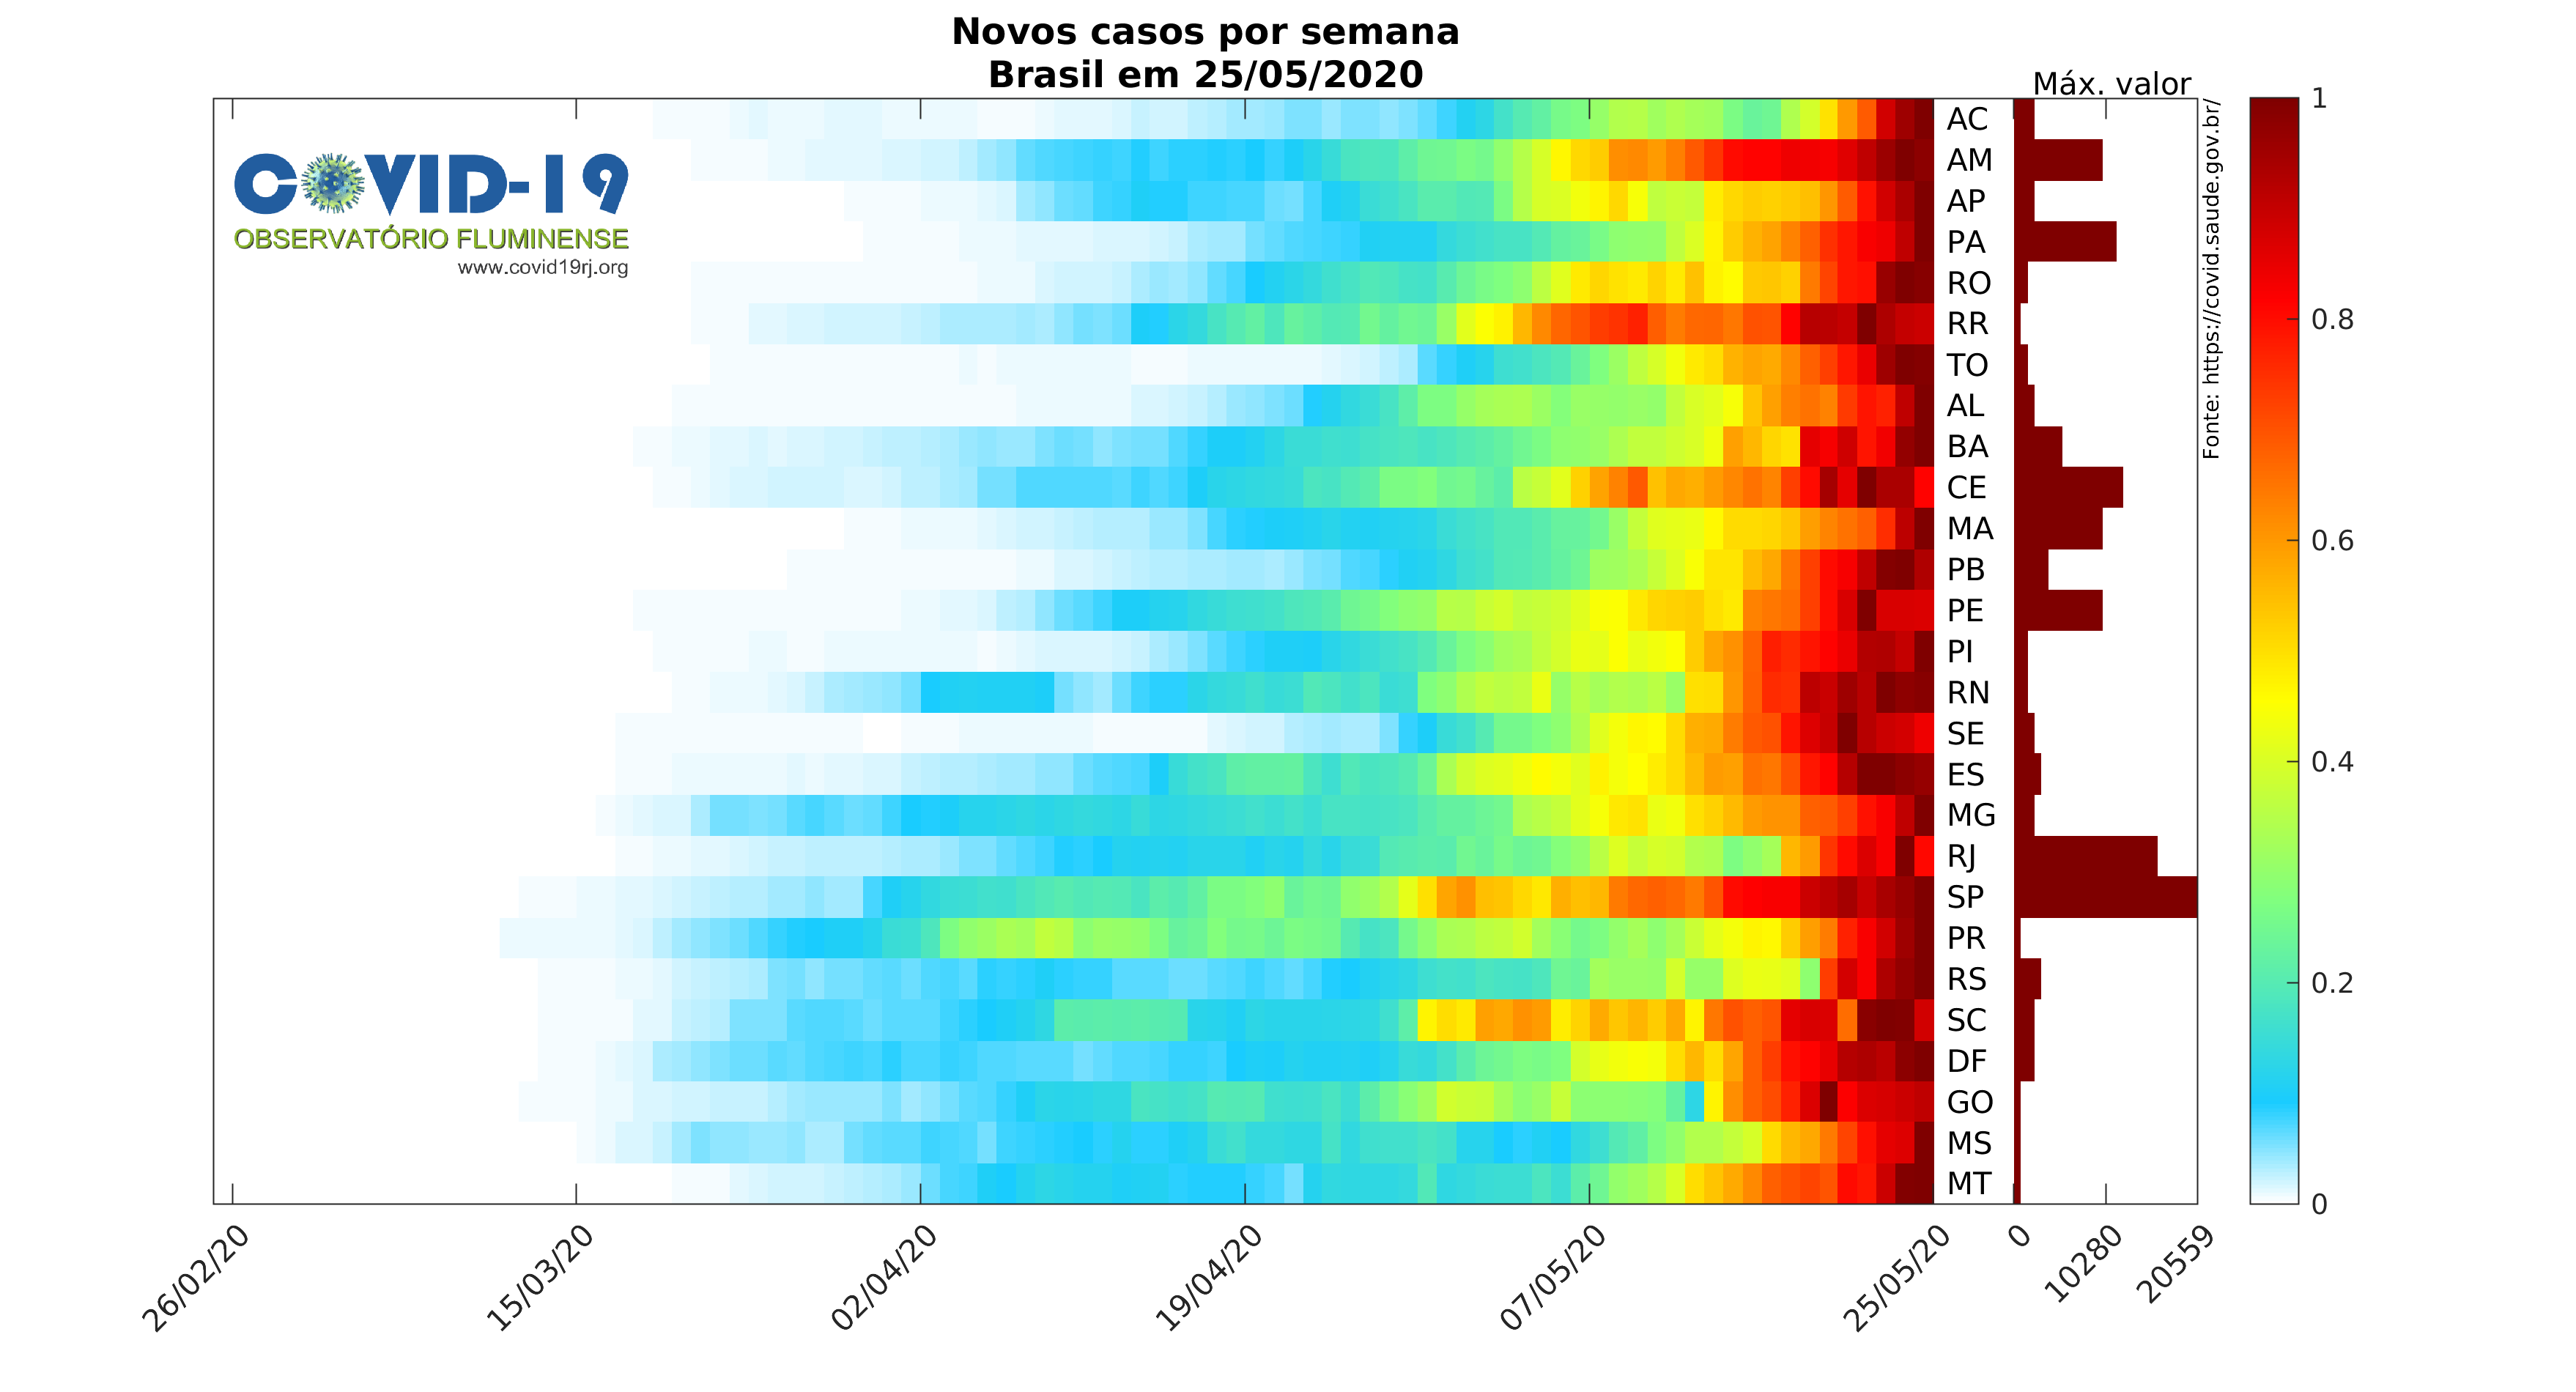 Novos casos por semana
Brasil em 25/05/2020
Máx. valor
COVID-19
OBSERVATÓRIO FLUMINENSE
www.covid19rj.org
AC
AM
AP
PA
RO
RR
TO
AL
BA
CE
MA
PB
PE
PI
RN
SE
ES
MG
RJ
SP
PR
RS
SC
DF
GO
MS
MT
Fonte: https://covid.saude.gov.br/
1
0.8
0.6
0.4
0.2
0
26/02/20
15/03/20
02/04/20
19/04/20
07/05/20
25/05/20
0
10280
20559